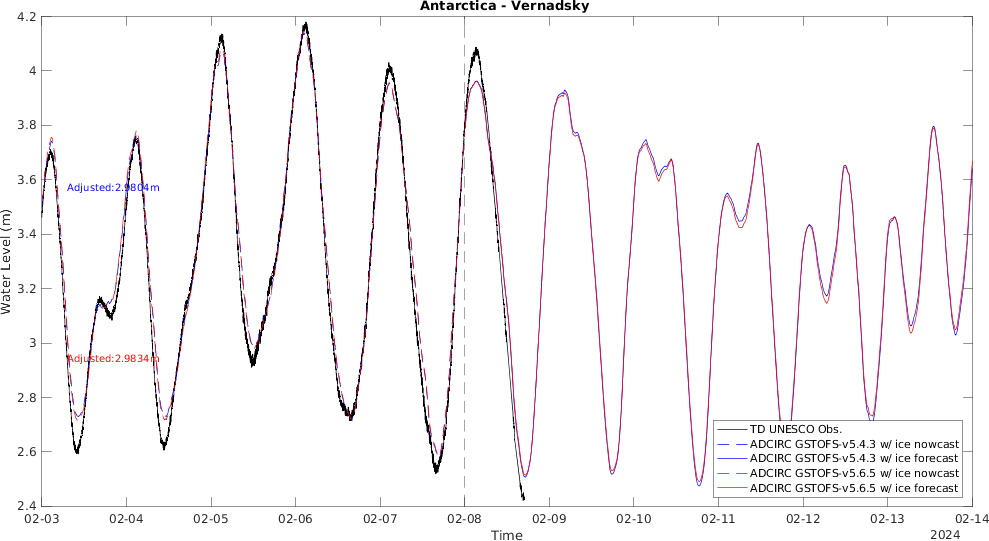 Antarctica - Vernadsky
Water Level (m)
4.2
4
3.8
3.6
3.4
3.2
3
2.8
2.6
2.4
Adjusted:2.9804m
Adjusted:2.9834m
TD UNESCO Obs.
ADCIRC GSTOFS-v5.4.3 w/ ice nowcast
ADCIRC GSTOFS-v5.4.3 w/ ice forecast
ADCIRC GSTOFS-v5.6.5 w/ ice nowcast
ADCIRC GSTOFS-v5.6.5 w/ ice forecast
02-03 02-04 02-05 02-06 02-07 02-08 02-09 02-10 02-11 02-12 02-13 02-14
Time
2024